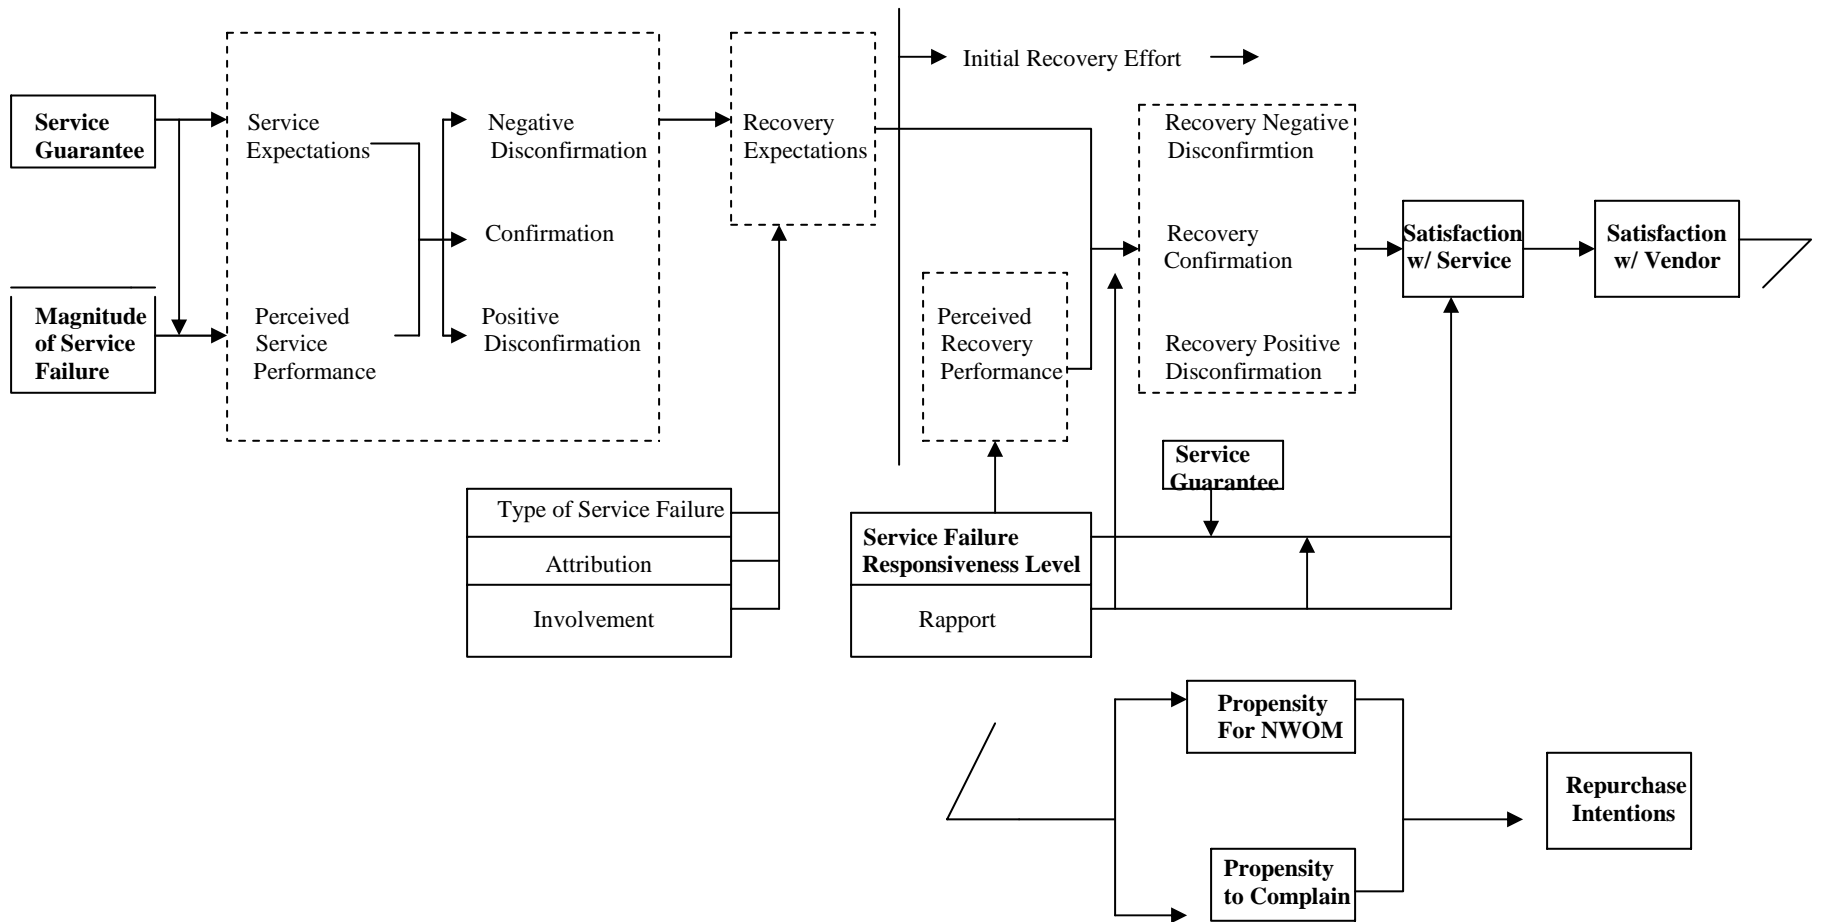 Initial Recovery Effort
Service
Guarantee
Service
Expectations
Negative
Disconfirmation
Recovery
Expectations
Recovery Negative
Disconfirmtion
Confirmation
Recovery
Confirmation
Satisfaction
w/ Service
Satisfaction
w/ Vendor
Magnitude
of Service
Failure
Perceived
Service
Performance
Positive
Disconfirmation
Perceived
Recovery
Performance
Recovery Positive
Disconfirmation
Service
Guarantee
Type of Service Failure
Attribution
Involvement
Service Failure
Responsiveness Level
Rapport
Propensity
For NWOM
Repurchase
Intentions
Propensity
to Complain